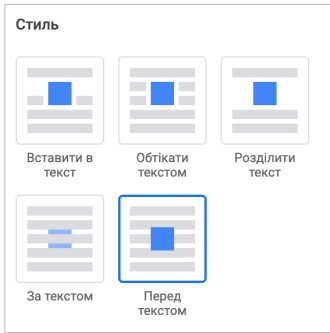 Стиль
Вставити в
текст
Обтікати
текстом
Розділити
текст
За текстом
Перед
текстом